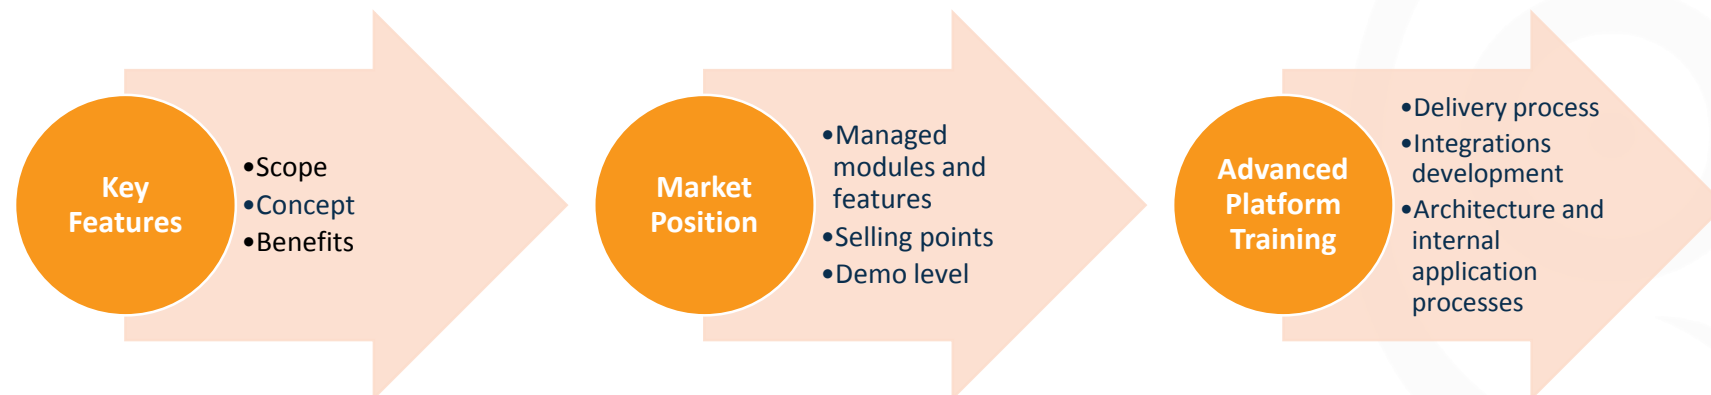 Key
Features
•Scope
•Concept
•Benefits
Market
Position
•Managed
modules and
features
•Selling points
•Demo level
Advanced
Platform
Training
•Delivery process
•Integrations
development
•Architecture and
internal
application
processes